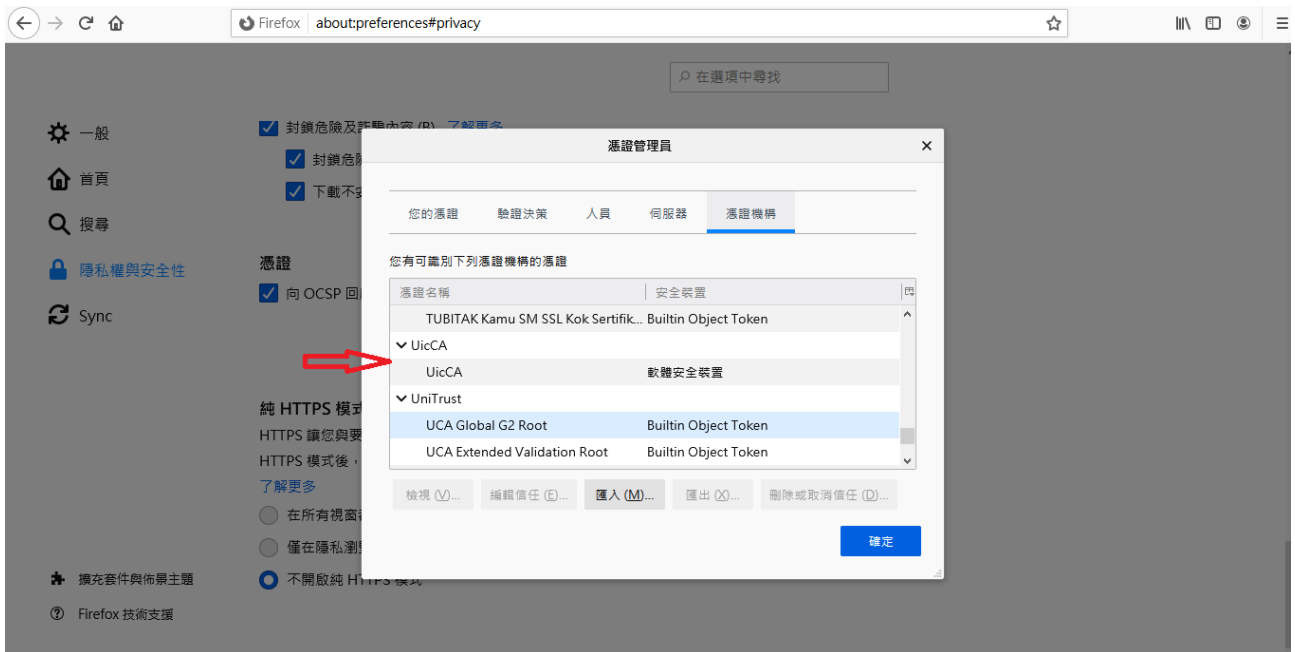 Firefox about:preferences#privacy
在選項中尋找
一般
首頁
搜尋
隱私權與安全性
Sync
擴充套件與佈景主題
Firefox 技術支援
封鎖危險及詐騙內容 (B) 了解更多
封鎖危險
下載不安
憑證
向 OCSP 回
純 HTTPS 模式
HTTPS 讓您與要
HTTPS 模式後，
了解更多
在所有視窗
僅在隱私瀏覽
不開啟純 HTTPS 模式
憑證管理員
您的憑證 驗證決策 人員 伺服器 憑證機構
您有可識別下列憑證機構的憑證
憑證名稱 安全裝置
TUBITAK Kamu SM SSL Kok Sertifik... Builtin Object Token
UicCA
UicCA 軟體安全裝置
UniTrust
UCA Global G2 Root Builtin Object Token
UCA Extended Validation Root Builtin Object Token
檢視 (V)... 編輯信任 (E)... 匯入 (M)... 匯出 (X)... 刪除或取消信任 (D)...
確定